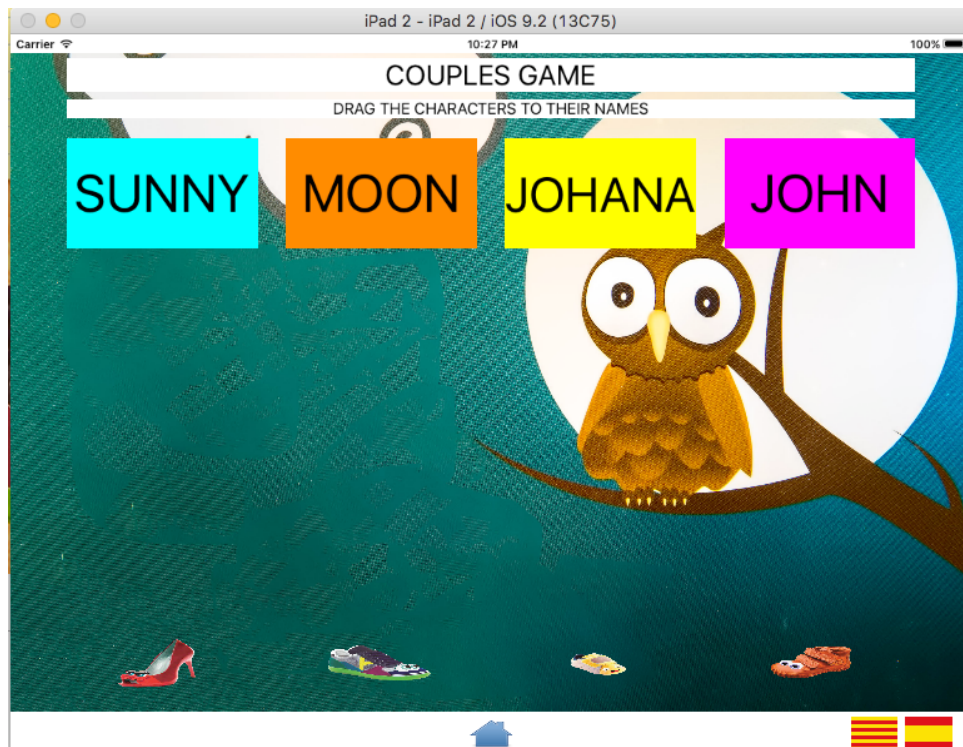 iPad 2 - iPad 2 / iOS 9.2 (13C75)
Carrier 10:27 PM 100%
COUPLES GAME
DRAG THE CHARACTERS TO THEIR NAMES
SUNNY MOON JOHANA JOHN